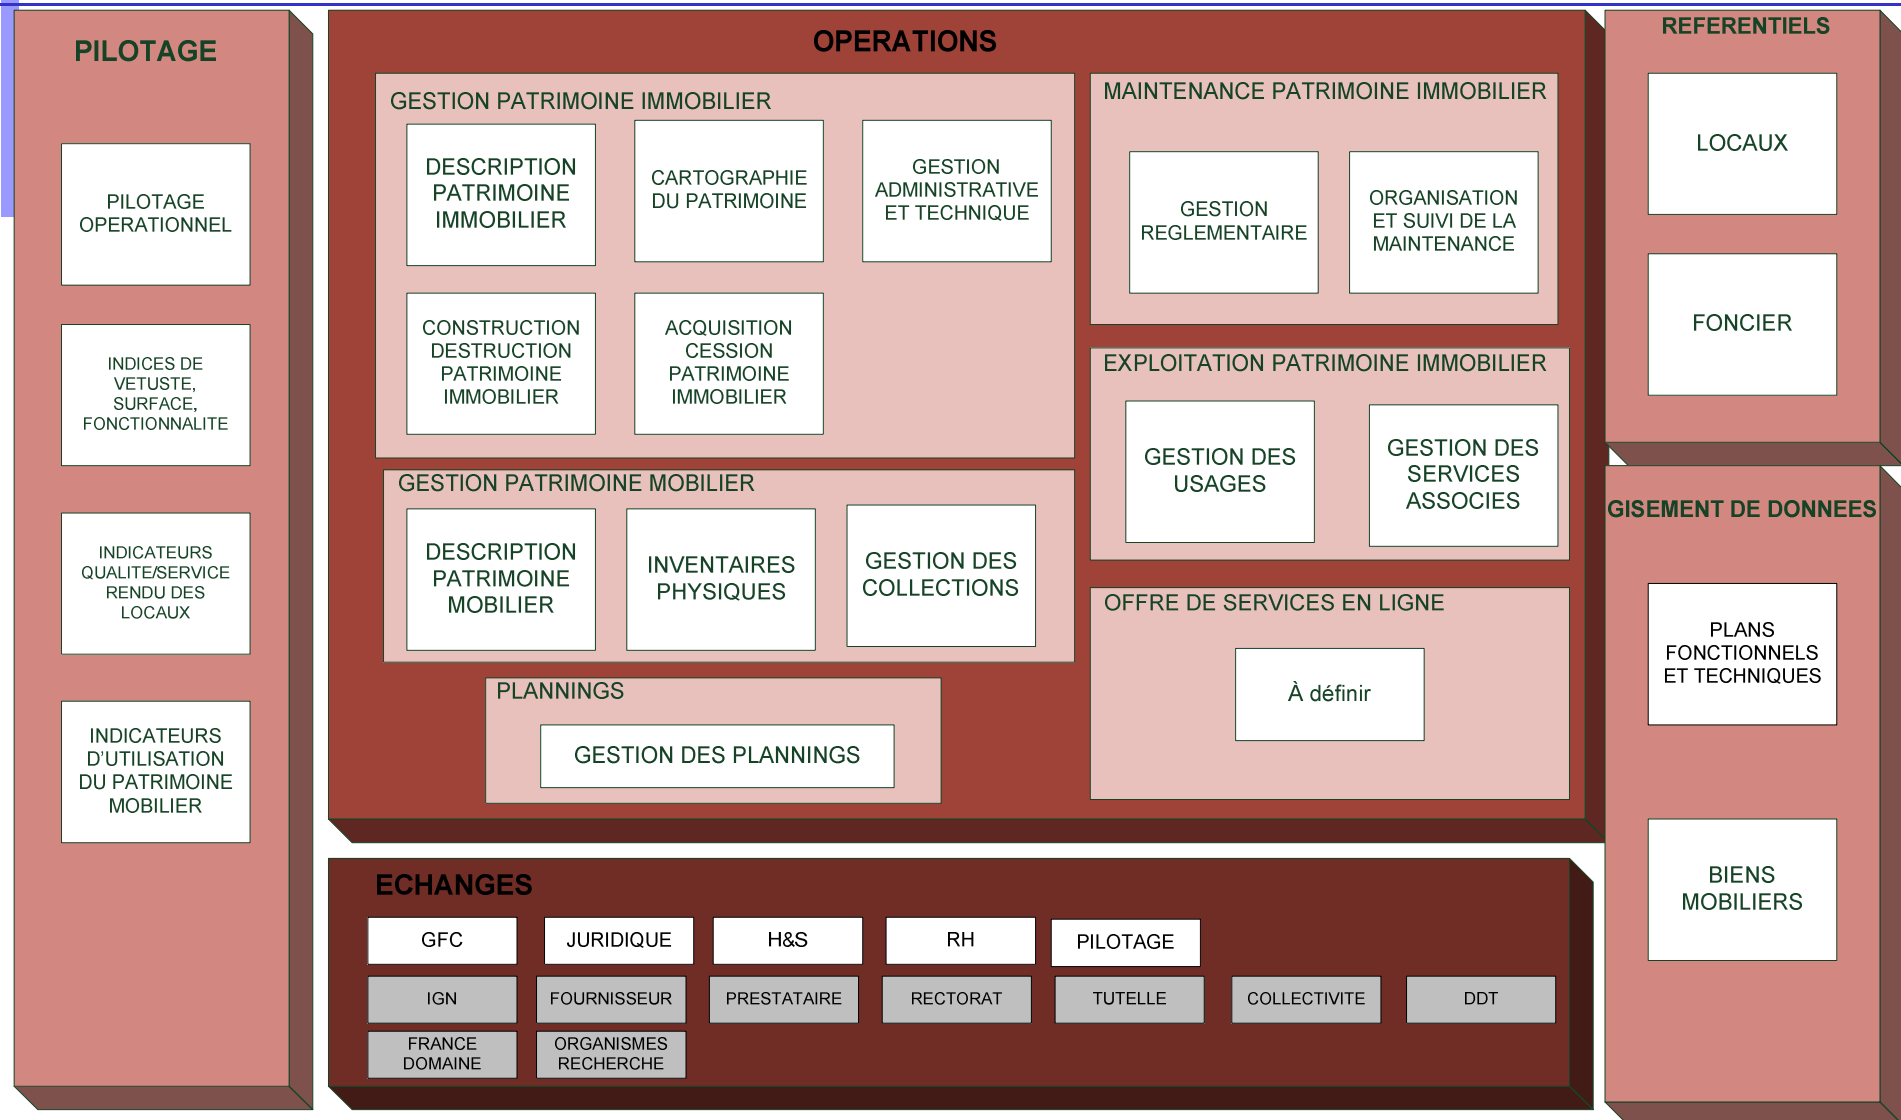 PILOTAGE
PILOTAGE
OPERATIONNEL
INDICES DE
VETUSTE,
SURFACE,
FONCTIONNALITE
INDICATEURS
QUALITE/SERVICE
RENDU DES
LOCAUX
INDICATEURS
D'UTILISATION
DU PATRIMOINE
MOBILIER
OPERATIONS
GESTION PATRIMOINE IMMOBILIER
DESCRIPTION
PATRIMOINE
IMMOBILIER
CARTOGRAPHIE
DU PATRIMOINE
GESTION
ADMINISTRATIVE
ET TECHNIQUE
CONSTRUCTION
DESTRUCTION
PATRIMOINE
IMMOBILIER
ACQUISITION
CESSION
PATRIMOINE
IMMOBILIER
GESTION PATRIMOINE MOBILIER
DESCRIPTION
PATRIMOINE
MOBILIER
INVENTAIRES
PHYSIQUES
GESTION DES
COLLECTIONS
PLANNINGS
GESTION DES PLANNINGS
MAINTENANCE PATRIMOINE IMMOBILIER
GESTION
REGLEMENTAIRE
ORGANISATION
ET SUIVI DE LA
MAINTENANCE
EXPLOITATION PATRIMOINE IMMOBILIER
GESTION DES
USAGES
GESTION DES
SERVICES
ASSOCIES
OFFRE DE SERVICES EN LIGNE
À définir
ECHANGES
GFC
JURIDIQUE
H&S
RH
PILOTAGE
IGN
FOURNISSEUR
PRESTATAIRE
RECTORAT
TUTELLE
COLLECTIVITE
DDT
FRANCE
DOMAINE
ORGANISMES
RECHERCHE
REFERENTIELS
LOCAUX
FONCIER
GISEMENT DE DONNEES
PLANS
FONCTIONNELS
ET TECHNIQUES
BIENS
MOBILIERS